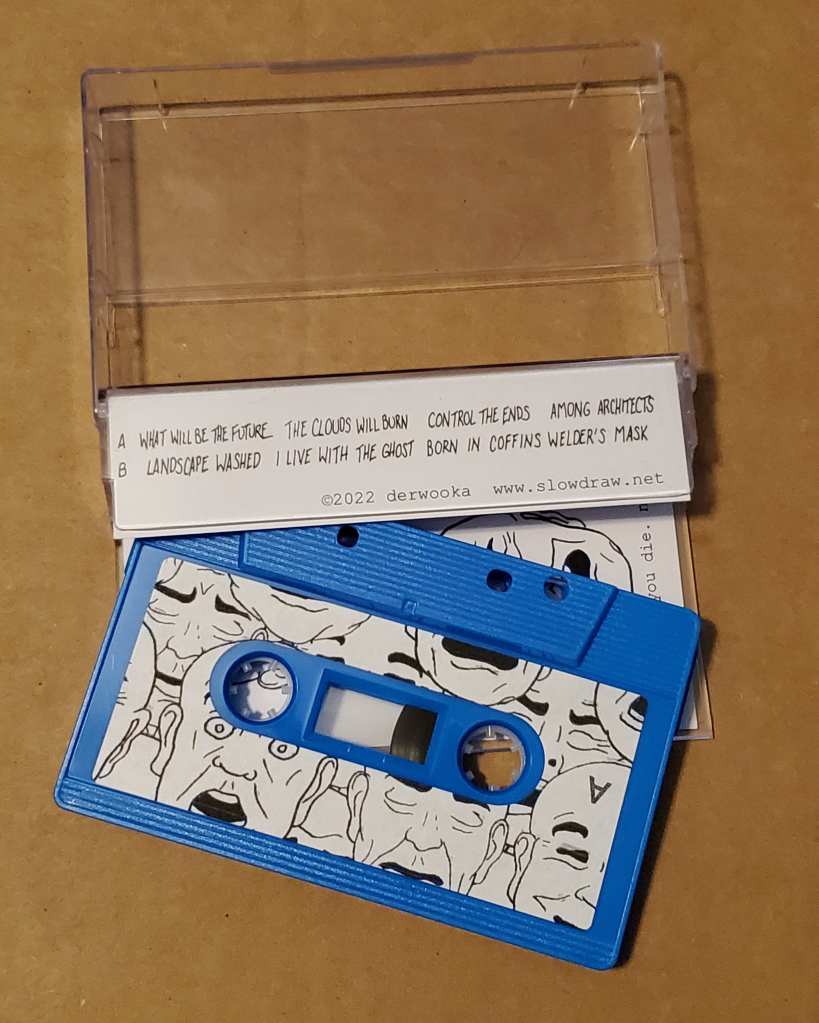 A WHAT WILL BE THE FUTURE THE CLOUDS WILL BURN CONTROL THE ENDS AMONG ARCHITECTS
B LANDSCAPE WASHED I LIVE WITH THE GHOST BORN IN COFFINS WELDER'S MASK
©2022 derwooka www.slowdraw.net
you die.
A